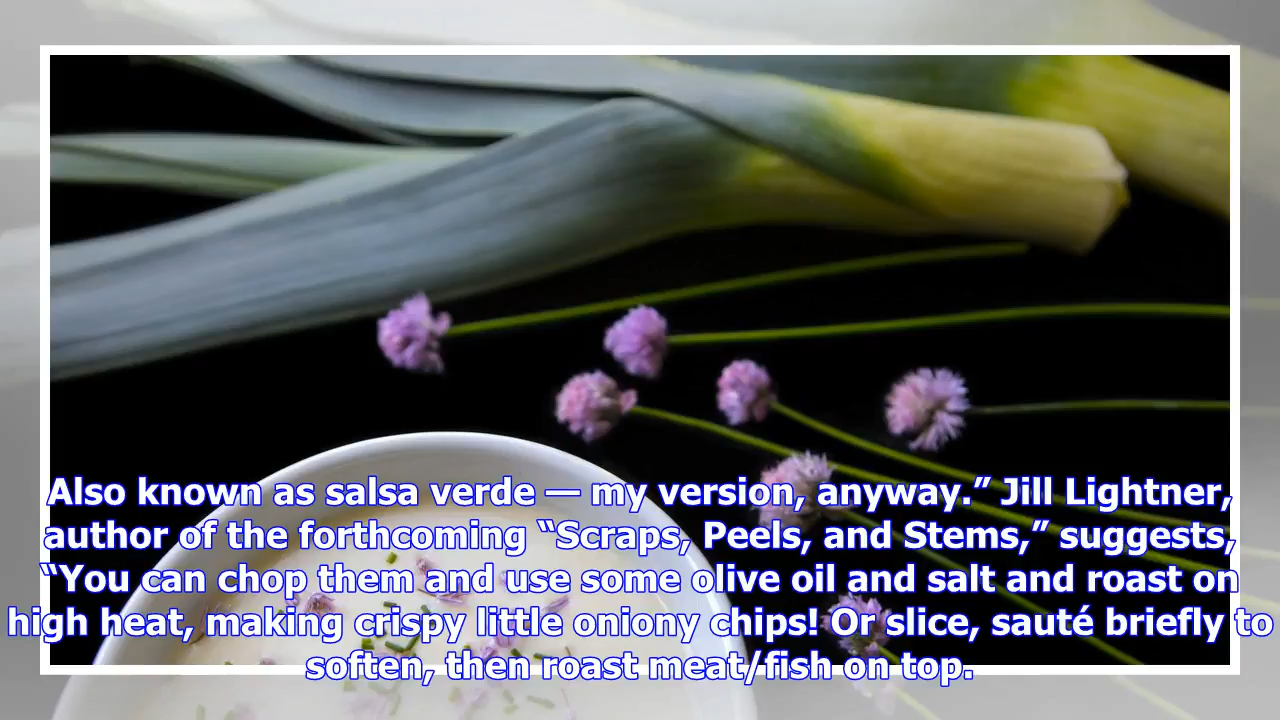 Also known as salsa verde — my version, anyway.” Jill Lightner,
author of the forthcoming “Scraps, Peels, and Stems,” suggests,
“You can chop them and use some olive oil and salt and roast on
high heat, making crispy little oniony chips! Or slice, sauté briefly to
soften, then roast meat/fish on top.